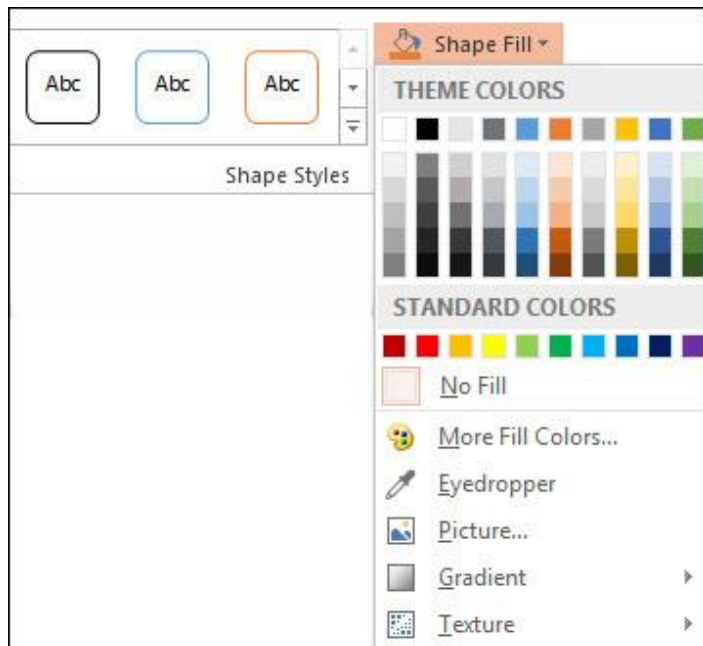 Abc Abc Abc
Shape Styles
Shape Fill
THEME COLORS
STANDARD COLORS
No Fill
More Fill Colors...
Eyedropper
Picture...
Gradient
Texture